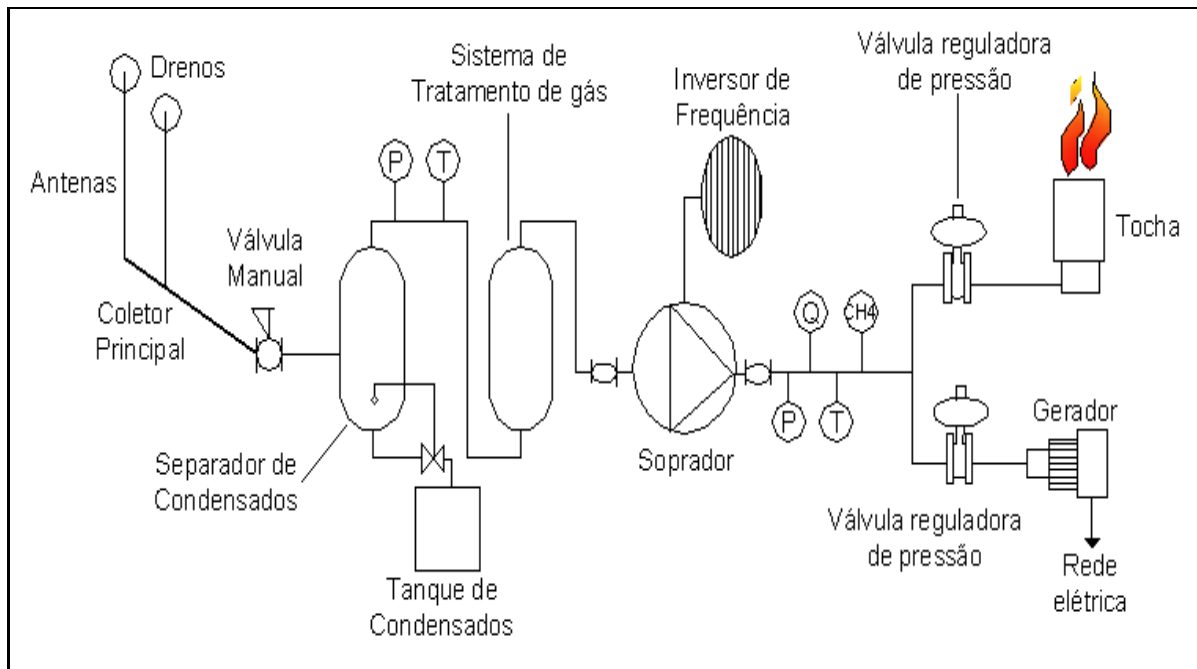 Drenos
Antenas
Coletor
Principal
Válvula
Manual
Separador de
Condensados
Tanque de
Condensados
P
T
Sistema de
Tratamento de gás
Inversor de
Frequência
Soprador
Q
CH4
P
T
Válvula reguladora
de pressão
Tocha
Válvula reguladora
de pressão
Gerador
Rede
elétrica